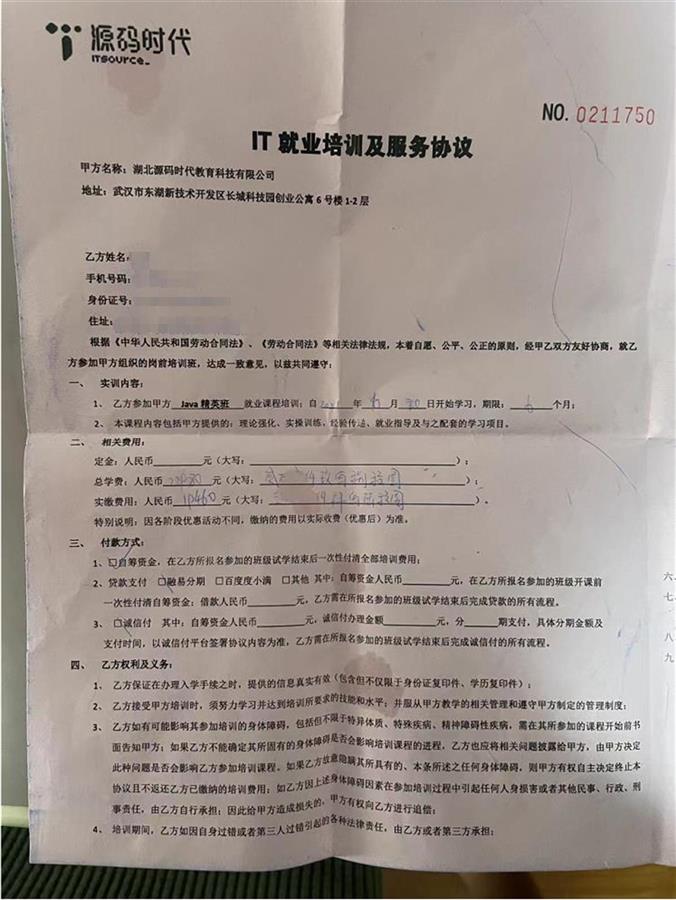 源码时代
ITSOURCE_
NO. 0211750
IT 就业培训及服务协议
甲方名称：湖北源码时代教育科技有限公司
地址：武汉市东湖新技术开发区长城科技园创业公寓 6 号楼 1-2 层
乙方姓名：
手机号码：
身份证号：
住址：
根据《中华人民共和国劳动合同法》、《劳动合同法》等相关法律法规，本着自愿、公平、公正的原则，经甲乙双方友好协商，就乙
方参加甲方组织的岗前培训班，达成一致意见，以兹共同遵守：
一、 实训内容：
1、 乙方参加甲方 Java 精英班 就业课程培训；自 年 月 日开始学习，期限： 6 个月；
2、 本课程内容包括甲方提供的：理论强化、实操训练，经验传递、就业指导及与之配套的学习项目。
二、 相关费用：
定金：人民币 元（大写： ）；
总学费：人民币 元（大写： ）；
实缴费用：人民币 元（大写： ）。
特别说明：因各阶段优惠活动不同，缴纳的费用以实际收费（优惠后）为准。
三、 付款方式：
1、□自筹资金，在乙方所报名参加的班级试学结束后一次性付清全部培训费用；
2、贷款支付 □融易分期 □百度度小满 □其他 其中：自筹资金人民币 元，在乙方所报名参加的班级开课前
一次性付清自筹资金；借款人民币 元，乙方需在所报名参加的班级试学结束后完成贷款的所有流程。
3、□诚信付 其中：自筹资金人民币 元，诚信付办理金额 元，分 期支付，具体分期金额及
支付时间，以诚信付平台签署协议内容为准，乙方需在所报名参加的班级试学结束后完成诚信付的所有流程。
四、 乙方权利及义务：
1、 乙方保证在办理入学手续之时，提供的信息真实有效（包含但不仅限于身份证复印件、学历复印件）；
2、 乙方接受甲方培训时，须努力学习并达到培训所要求的技能和水平；并服从甲方教学的相关管理和遵守甲方制定的管理制度；
3、 乙方如有可能影响其参加培训的身体障碍，包括但不限于特异体质、特殊疾病、精神障碍性疾病，需在其所参加的课程开始前书
面告知甲方；如果乙方不能确定其所固有的身体障碍是否会影响培训课程的进程，乙方也应将相关问题披露给甲方，由甲方决定
此种问题是否会影响乙方参加培训课程。如果乙方故意隐瞒其所具有的、本条所述之任何身体障碍，则甲方有权自主决定终止本
协议且不返还乙方已缴纳的培训费用；如乙方因上述身体障碍因素在参加培训过程中引起任何人身损害或者其他民事、行政、刑
事责任，由乙方自行承担；因此给甲方造成损失的，甲方有权向乙方进行追偿；
4、 培训期间，乙方如因自身过错或者第三人过错引起的各种法律责任，由乙方或者第三方承担；
六
七
八
九